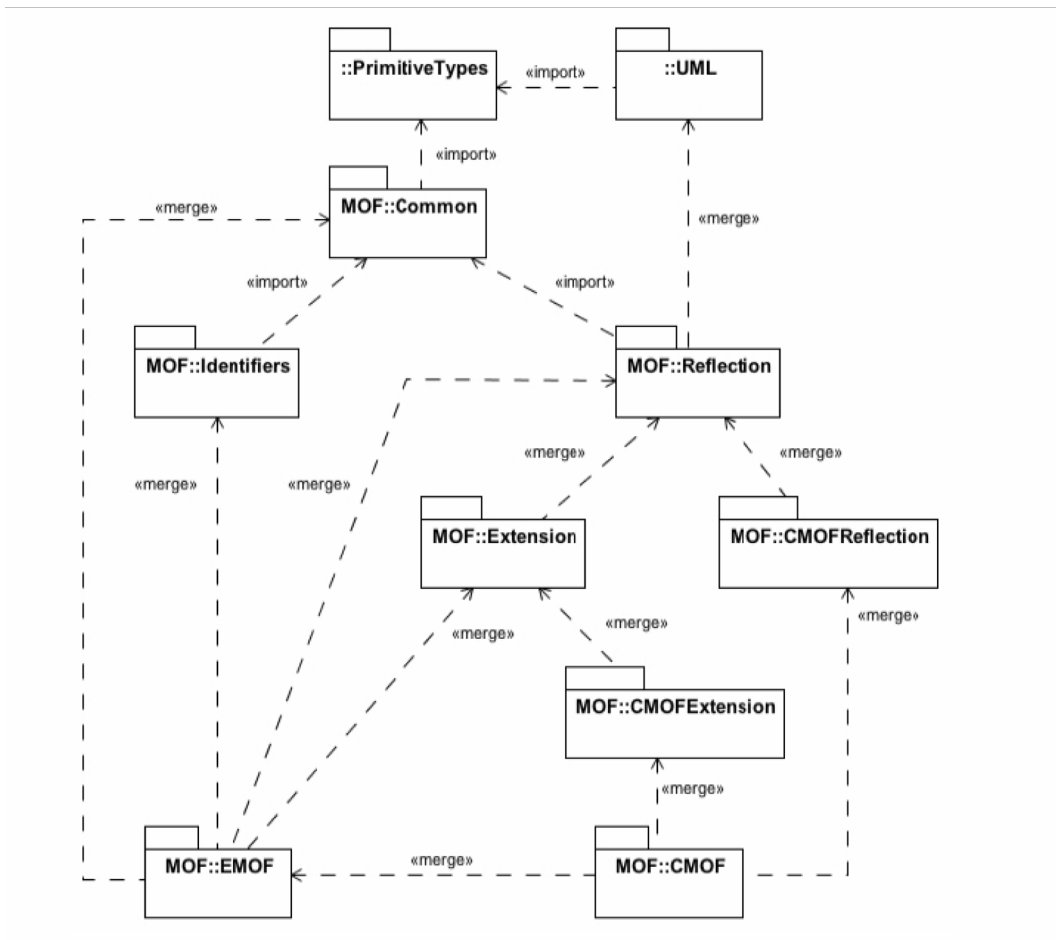 ::PrimitiveTypes
::UML
«import»
«import»
MOF::Common
«merge»
«merge»
«import»
«import»
MOF::Identifiers
MOF::Reflection
«merge»
«merge»
«merge»
«merge»
MOF::Extension
MOF::CMOFReflection
«merge»
«merge»
«merge»
MOF::CMOFExtension
«merge»
MOF::EMOF
«merge»
MOF::CMOF